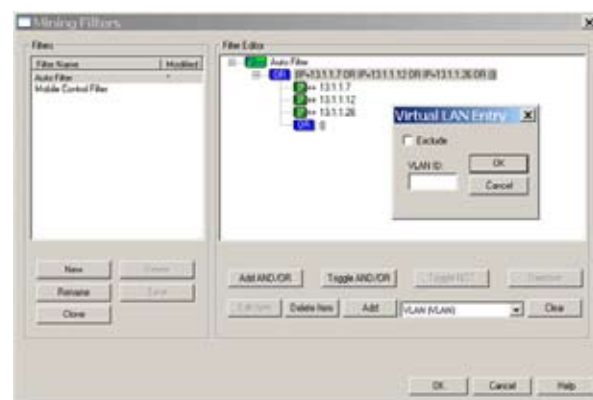 Mining Filters
Filters
Filter Name Modified
Auto Filter *
Mobile Control Filter
New
Rename
Clone
Filter Editor
Auto Filter
OR (IP=13.1.1.7 OR IP=13.1.1.12 OR IP=13.1.1.26 OR ())
== 13.1.1.7
== 13.1.1.12
== 13.1.1.26
OR ()
Virtual LAN Entry
Exclude
VLAN ID:
OK
Cancel
Add AND/OR Toggle AND/OR Toggle NOT
Edit Item Delete Item Add VLAN (VLAN) Clear
OK Cancel Help